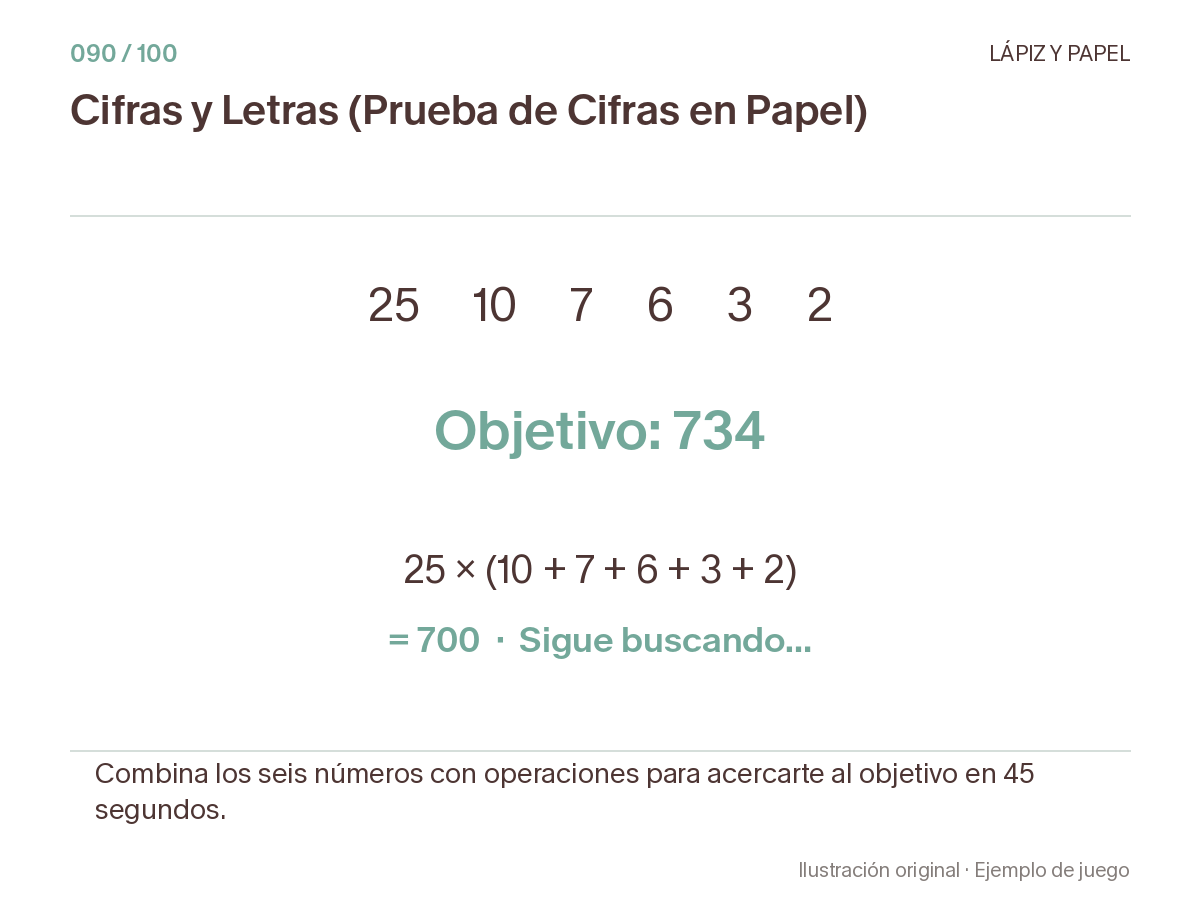 090 / 100
LÁPIZ Y PAPEL
Cifras y Letras (Prueba de Cifras en Papel)
25 10 7 6 3 2
Objetivo: 734
25 × (10 + 7 + 6 + 3 + 2)
= 700 · Sigue buscando...
Combina los seis números con operaciones para acercarte al objetivo en 45
segundos.
Ilustración original · Ejemplo de juego